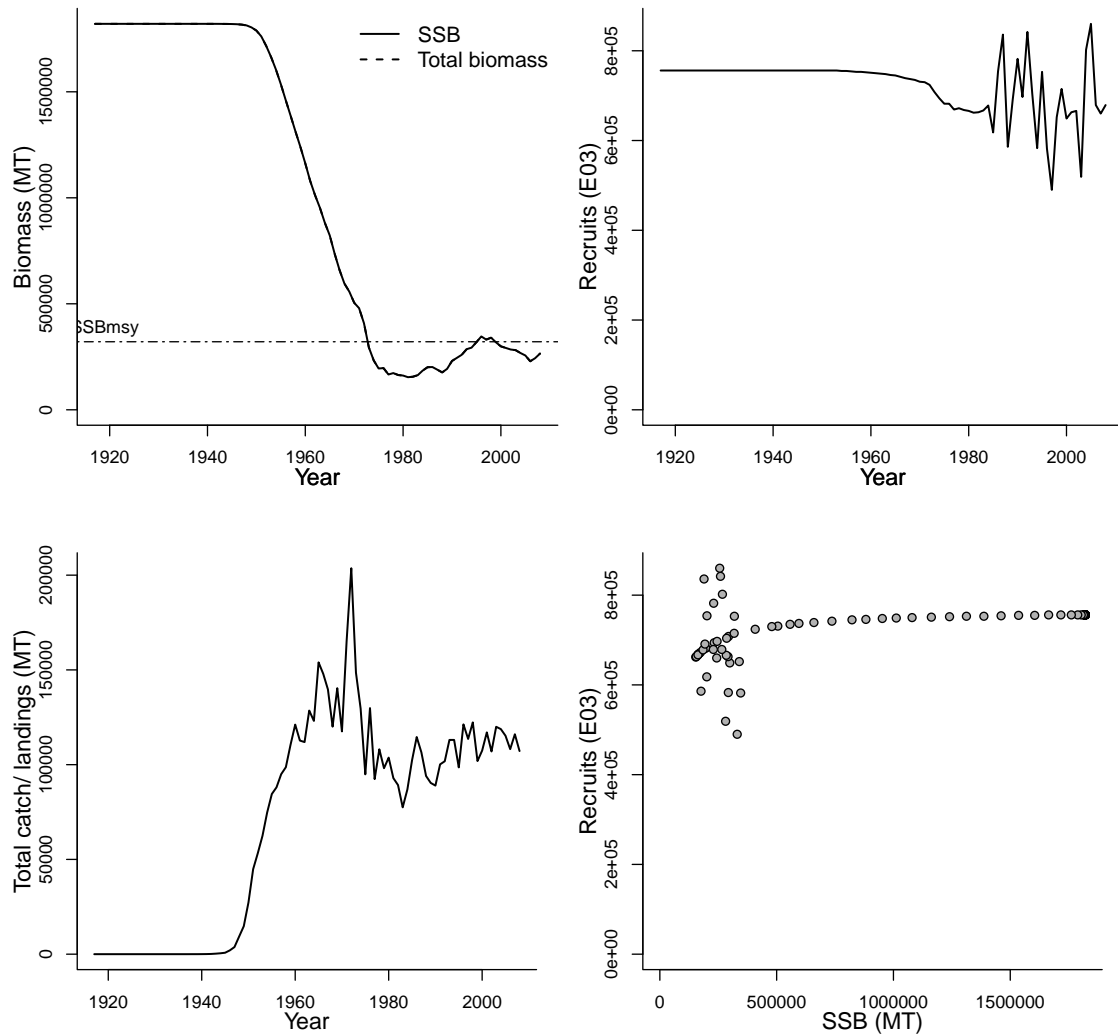 SSB
Total biomass
SSBmsy
Biomass (MT)
0
500000
1000000
1500000
1920
1940
1960
1980
2000
Year
Recruits (E03)
0e+00
2e+05
4e+05
6e+05
8e+05
1920
1940
1960
1980
2000
Year
Total catch/ landings (MT)
0
50000
100000
150000
200000
1920
1940
1960
1980
2000
Year
Recruits (E03)
0e+00
2e+05
4e+05
6e+05
8e+05
0
500000
1000000
1500000
SSB (MT)